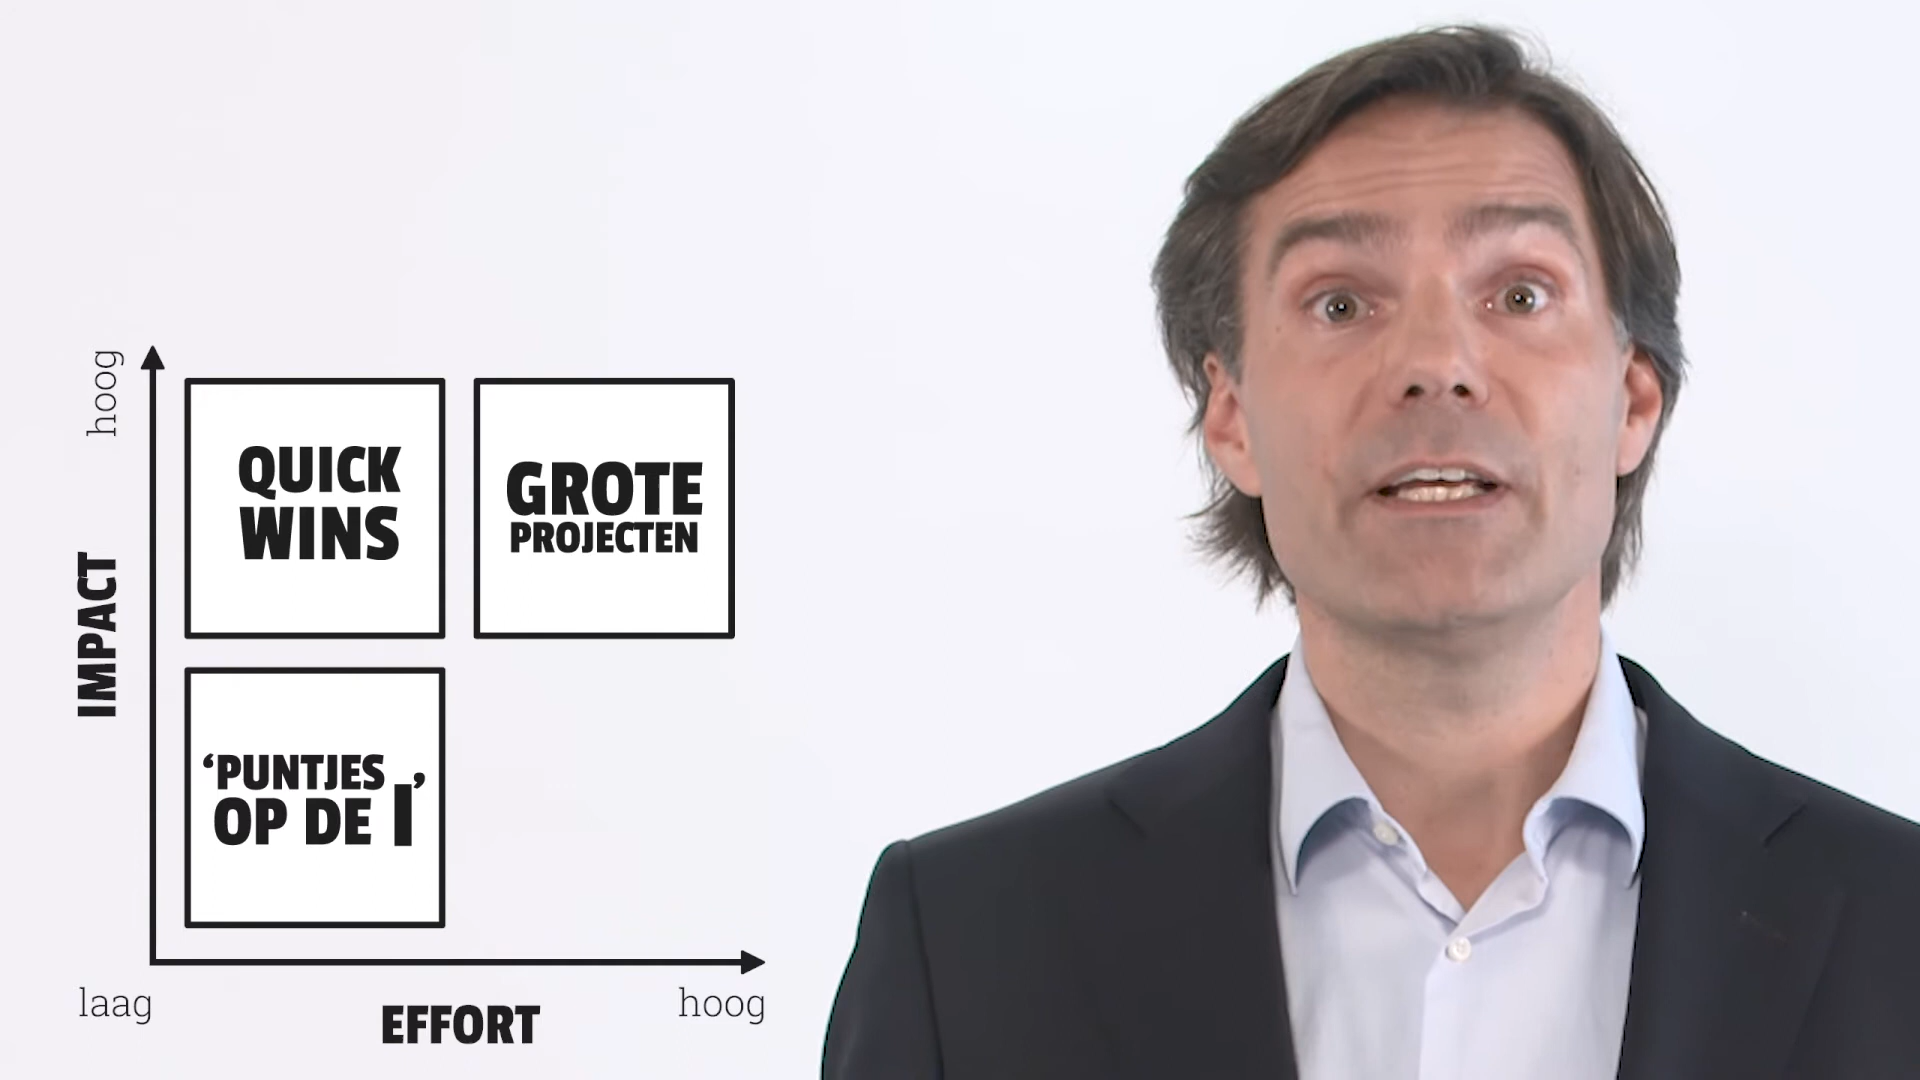 hoog
IMPACT
QUICK
WINS
GROTE
PROJECTEN
‘PUNTJES
OP DE I’
laag
EFFORT
hoog